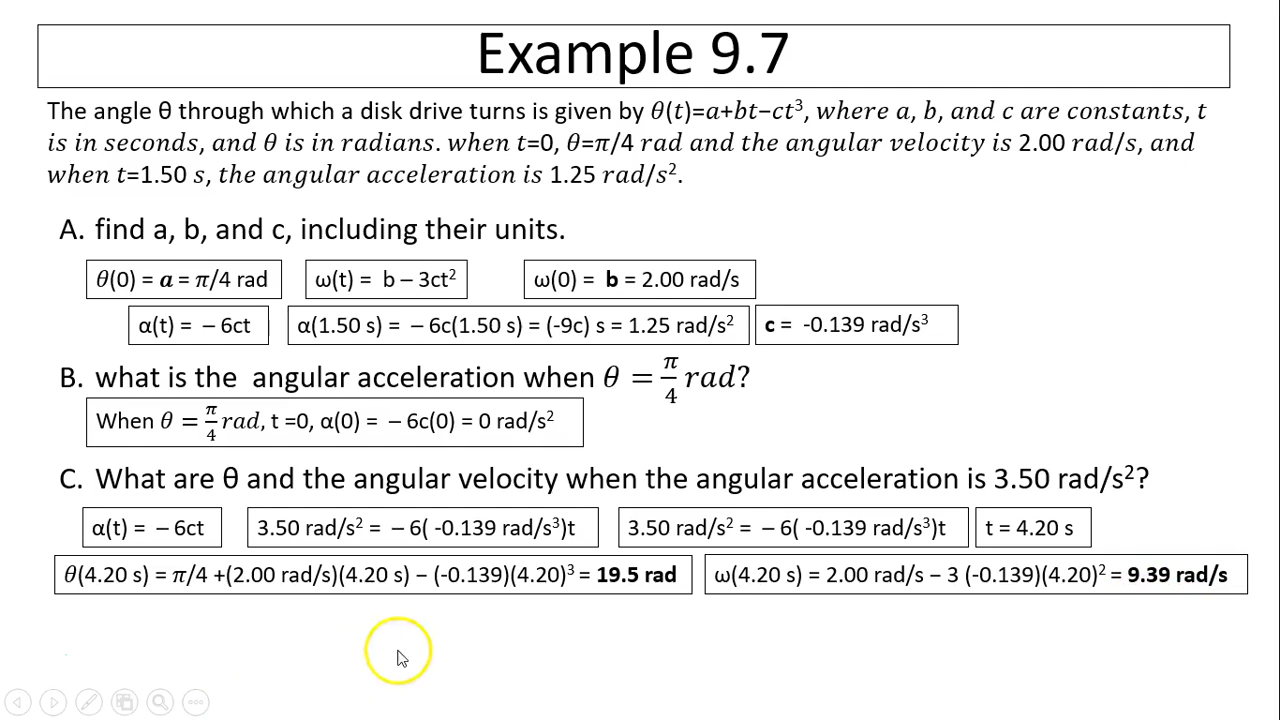 Example 9.7
The angle θ through which a disk drive turns is given by θ(t)=a+bt−ct³, where a, b, and c are constants, t
is in seconds, and θ is in radians. when t=0, θ=π/4 rad and the angular velocity is 2.00 rad/s, and
when t=1.50 s, the angular acceleration is 1.25 rad/s².
A. find a, b, and c, including their units.
θ(0) = a = π/4 rad ω(t) = b – 3ct² ω(0) = b = 2.00 rad/s
α(t) = – 6ct α(1.50 s) = – 6c(1.50 s) = (-9c) s = 1.25 rad/s² c = -0.139 rad/s³
B. what is the angular acceleration when θ = π/4 rad?
When θ = π/4 rad, t =0, α(0) = – 6c(0) = 0 rad/s²
C. What are θ and the angular velocity when the angular acceleration is 3.50 rad/s²?
α(t) = – 6ct 3.50 rad/s² = – 6( -0.139 rad/s³)t 3.50 rad/s² = – 6( -0.139 rad/s³)t t = 4.20 s
θ(4.20 s) = π/4 +(2.00 rad/s)(4.20 s) – (-0.139)(4.20)³ = 19.5 rad ω(4.20 s) = 2.00 rad/s – 3 (-0.139)(4.20)² = 9.39 rad/s